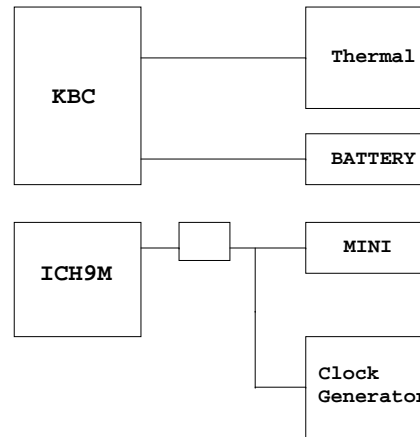 Thermal
KBC
BATTERY
MINI
ICH9M
Clock
Generator